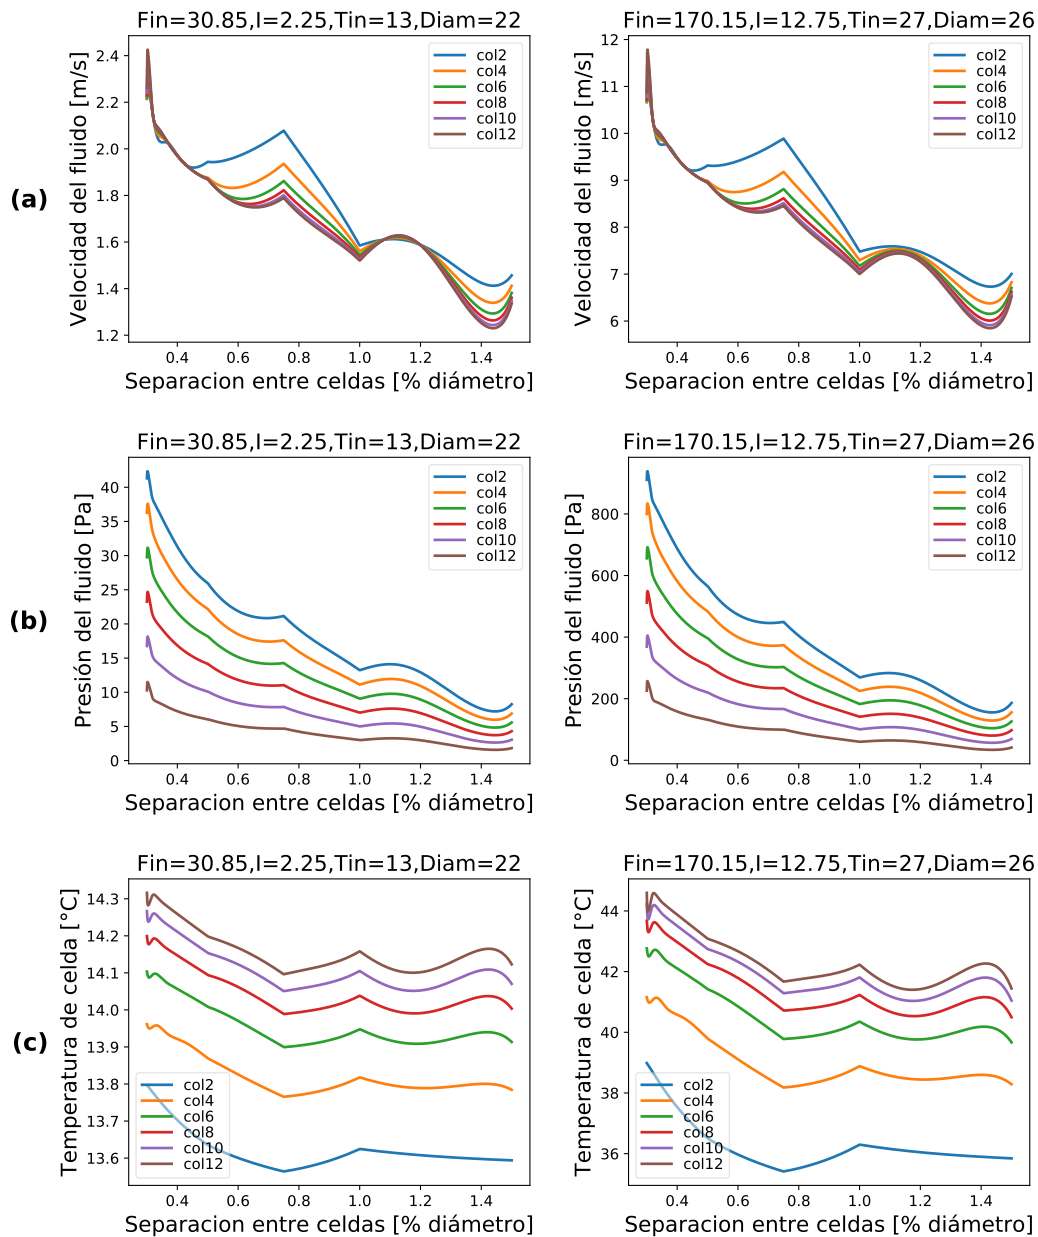 Fin=30.85,I=2.25,Tin=13,Diam=22
Fin=170.15,I=12.75,Tin=27,Diam=26
(a)
Velocidad del fluido [m/s]
2.4
2.2
2.0
1.8
1.6
1.4
1.2
col2
col4
col6
col8
col10
col12
0.4 0.6 0.8 1.0 1.2 1.4
Separacion entre celdas [% diámetro]
Velocidad del fluido [m/s]
12
11
10
9
8
7
6
col2
col4
col6
col8
col10
col12
0.4 0.6 0.8 1.0 1.2 1.4
Separacion entre celdas [% diámetro]
Fin=30.85,I=2.25,Tin=13,Diam=22
Fin=170.15,I=12.75,Tin=27,Diam=26
(b)
Presión del fluido [Pa]
40
35
30
25
20
15
10
5
0
col2
col4
col6
col8
col10
col12
0.4 0.6 0.8 1.0 1.2 1.4
Separacion entre celdas [% diámetro]
Presión del fluido [Pa]
800
600
400
200
0
col2
col4
col6
col8
col10
col12
0.4 0.6 0.8 1.0 1.2 1.4
Separacion entre celdas [% diámetro]
Fin=30.85,I=2.25,Tin=13,Diam=22
Fin=170.15,I=12.75,Tin=27,Diam=26
(c)
Temperatura de celda [°C]
14.3
14.2
14.1
14.0
13.9
13.8
13.7
13.6
col2
col4
col6
col8
col10
col12
0.4 0.6 0.8 1.0 1.2 1.4
Separacion entre celdas [% diámetro]
Temperatura de celda [°C]
44
42
40
38
36
col2
col4
col6
col8
col10
col12
0.4 0.6 0.8 1.0 1.2 1.4
Separacion entre celdas [% diámetro]